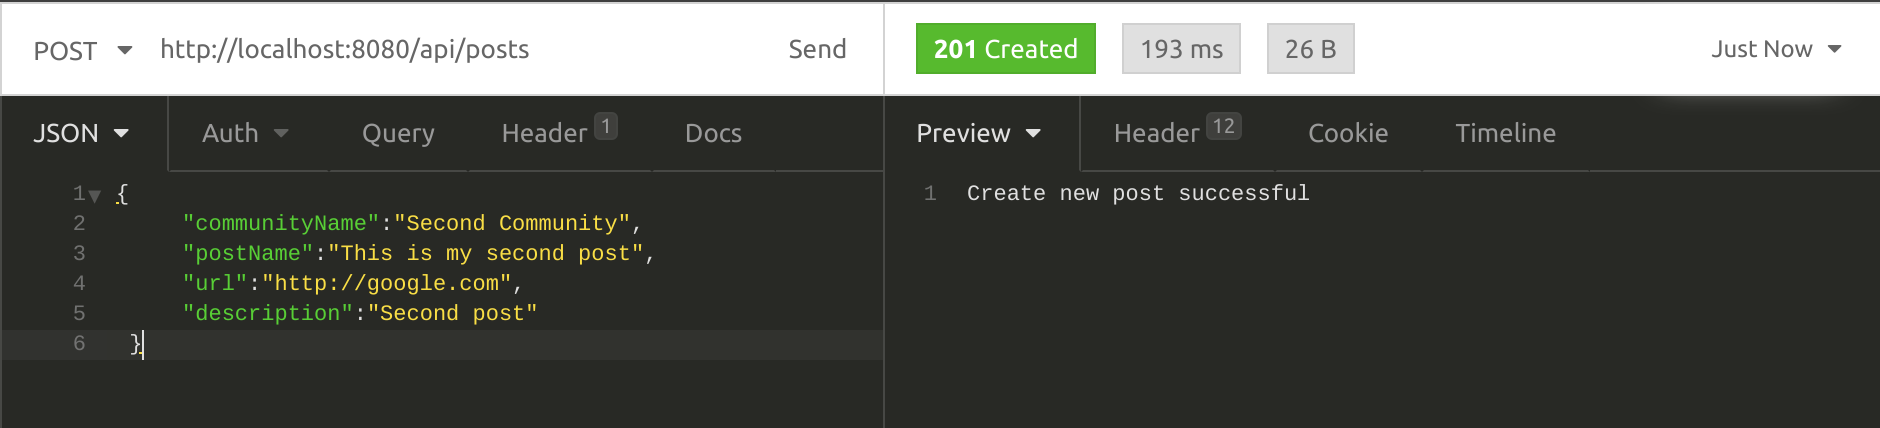 POST http://localhost:8080/api/posts Send 201 Created 193 ms 26 B Just Now
JSON Auth Query Header 1 Docs Preview Header 12 Cookie Timeline
1 {
2 "communityName":"Second Community",
3 "postName":"This is my second post",
4 "url":"http://google.com",
5 "description":"Second post"
6 }
1 Create new post successful